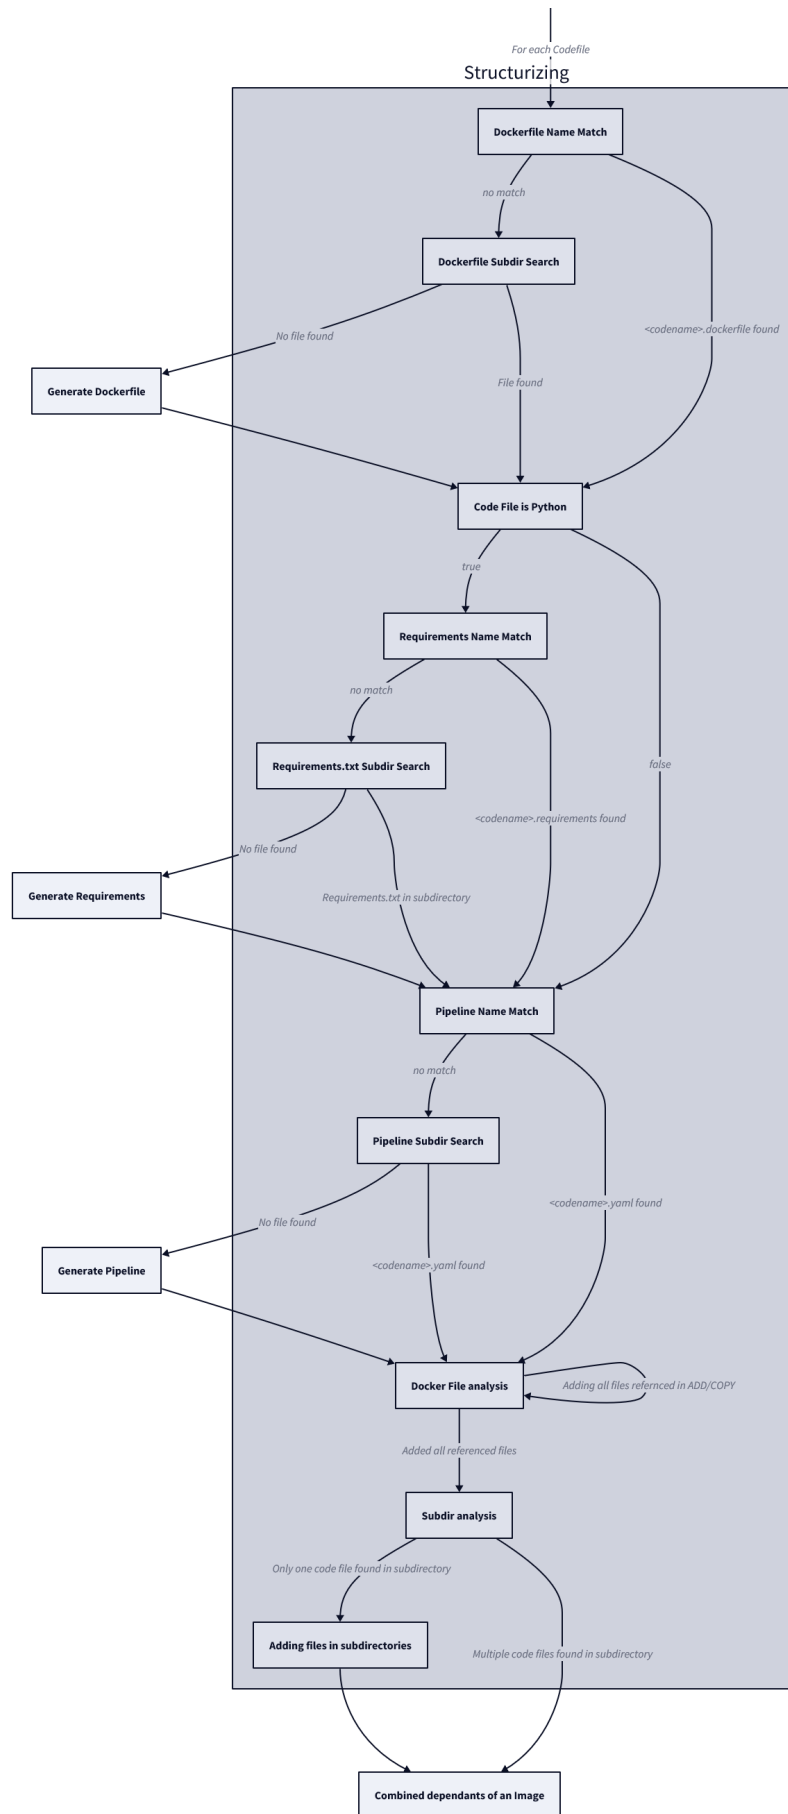 For each Codefile
Structurizing
Dockerfile Name Match
no match
Dockerfile Subdir Search
<codename>.dockerfile found
No file found
File found
Generate Dockerfile
Code File is Python
true
Requirements Name Match
no match
Requirements.txt Subdir Search
false
<codename>.requirements found
No file found
Generate Requirements
Requirements.txt in subdirectory
Pipeline Name Match
no match
Pipeline Subdir Search
<codename>.yaml found
No file found
<codename>.yaml found
Generate Pipeline
Docker File analysis
Adding all files refernced in ADD/COPY
Added all referenced files
Subdir analysis
Only one code file found in subdirectory
Adding files in subdirectories
Multiple code files found in subdirectory
Combined dependants of an Image